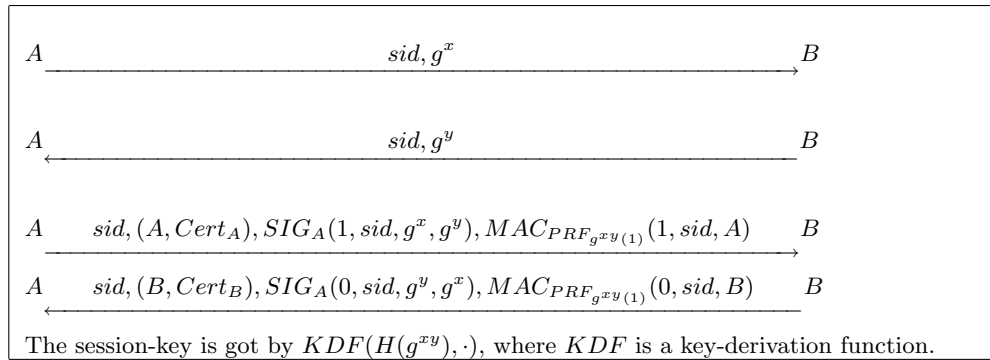 A sid, g^x B
A sid, g^y B
A sid, (A, Cert_A), SIG_A(1, sid, g^x, g^y), MAC_{PRF_{g^{xy}(1)}}(1, sid, A) B
A sid, (B, Cert_B), SIG_A(0, sid, g^y, g^x), MAC_{PRF_{g^{xy}(1)}}(0, sid, B) B
The session-key is got by KDF(H(g^{xy}), ·), where KDF is a key-derivation function.